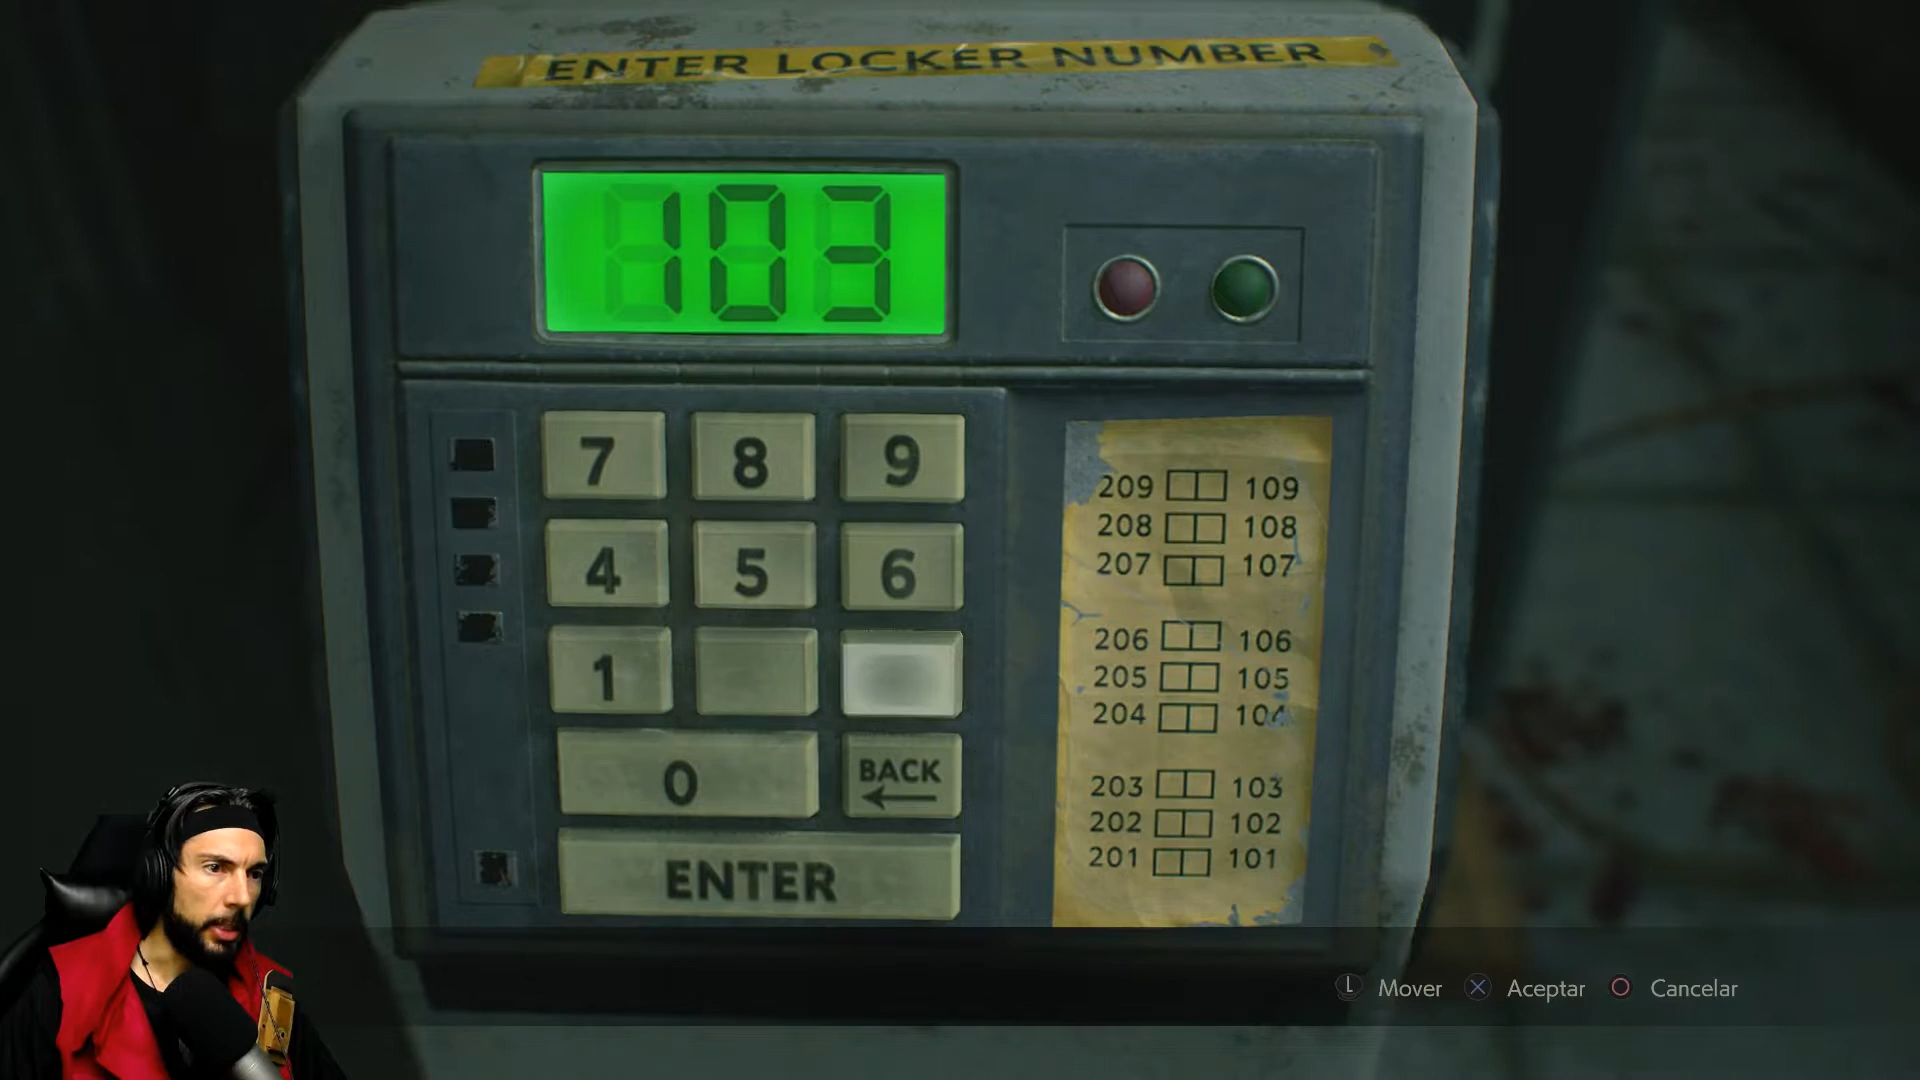 ENTER LOCKER NUMBER
103
7 8 9
4 5 6
1
0 BACK
ENTER
209 109
208 108
207 107
206 106
205 105
204 104
203 103
202 102
201 101
L Mover Aceptar Cancelar